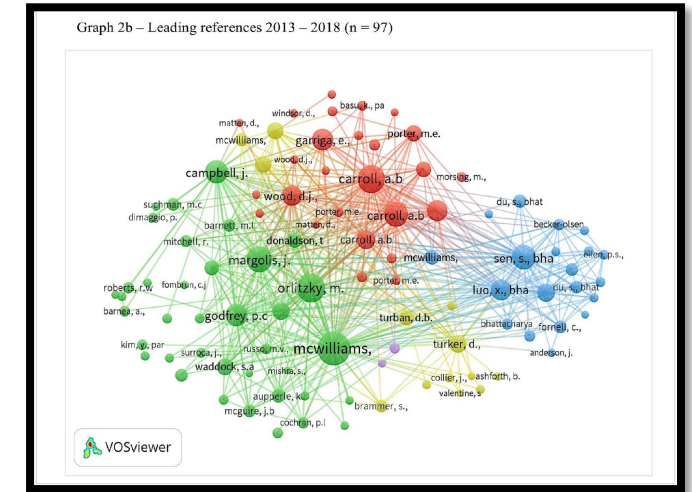 Graph 2b – Leading references 2013 – 2018 (n = 97)
windsor, d.,
basu, k., pa
matten, d.,
porter, m.e.
mcwilliams,
garriga, e.,
wood, d.j.,
campbell, j.
carroll, a.b
morsing, m.,
wood, d.j.,
suchman, m.c
du, s., bhat
dimaggio, p.
porter, m.e.
carroll, a.b
barnett, m.l
matten, d.,
becker-olsen
mitchell, r.
donaldson, t
carroll, a.b
margolis, j.
mcwilliams,
sen, s., bha
ellen, p.s.,
porter, m.e.
roberts, r.w
fombrun, c.j
orlitzky, m.
luo, x., bha
du, s., bhat
barnea, a.,
godfrey, p.c
turban, d.b.
bhattacharya
fornell, c.,
kim, y., par
surroca, j.,
russo, m.v.,
mcwilliams,
turker, d.,
anderson, j.
waddock, s.a
mishra, s.,
collier, j.,
ashforth, b.
aupperle, k
valentine, s
mcguire, j.b
brammer, s.,
cochran, p.l
VOSviewer